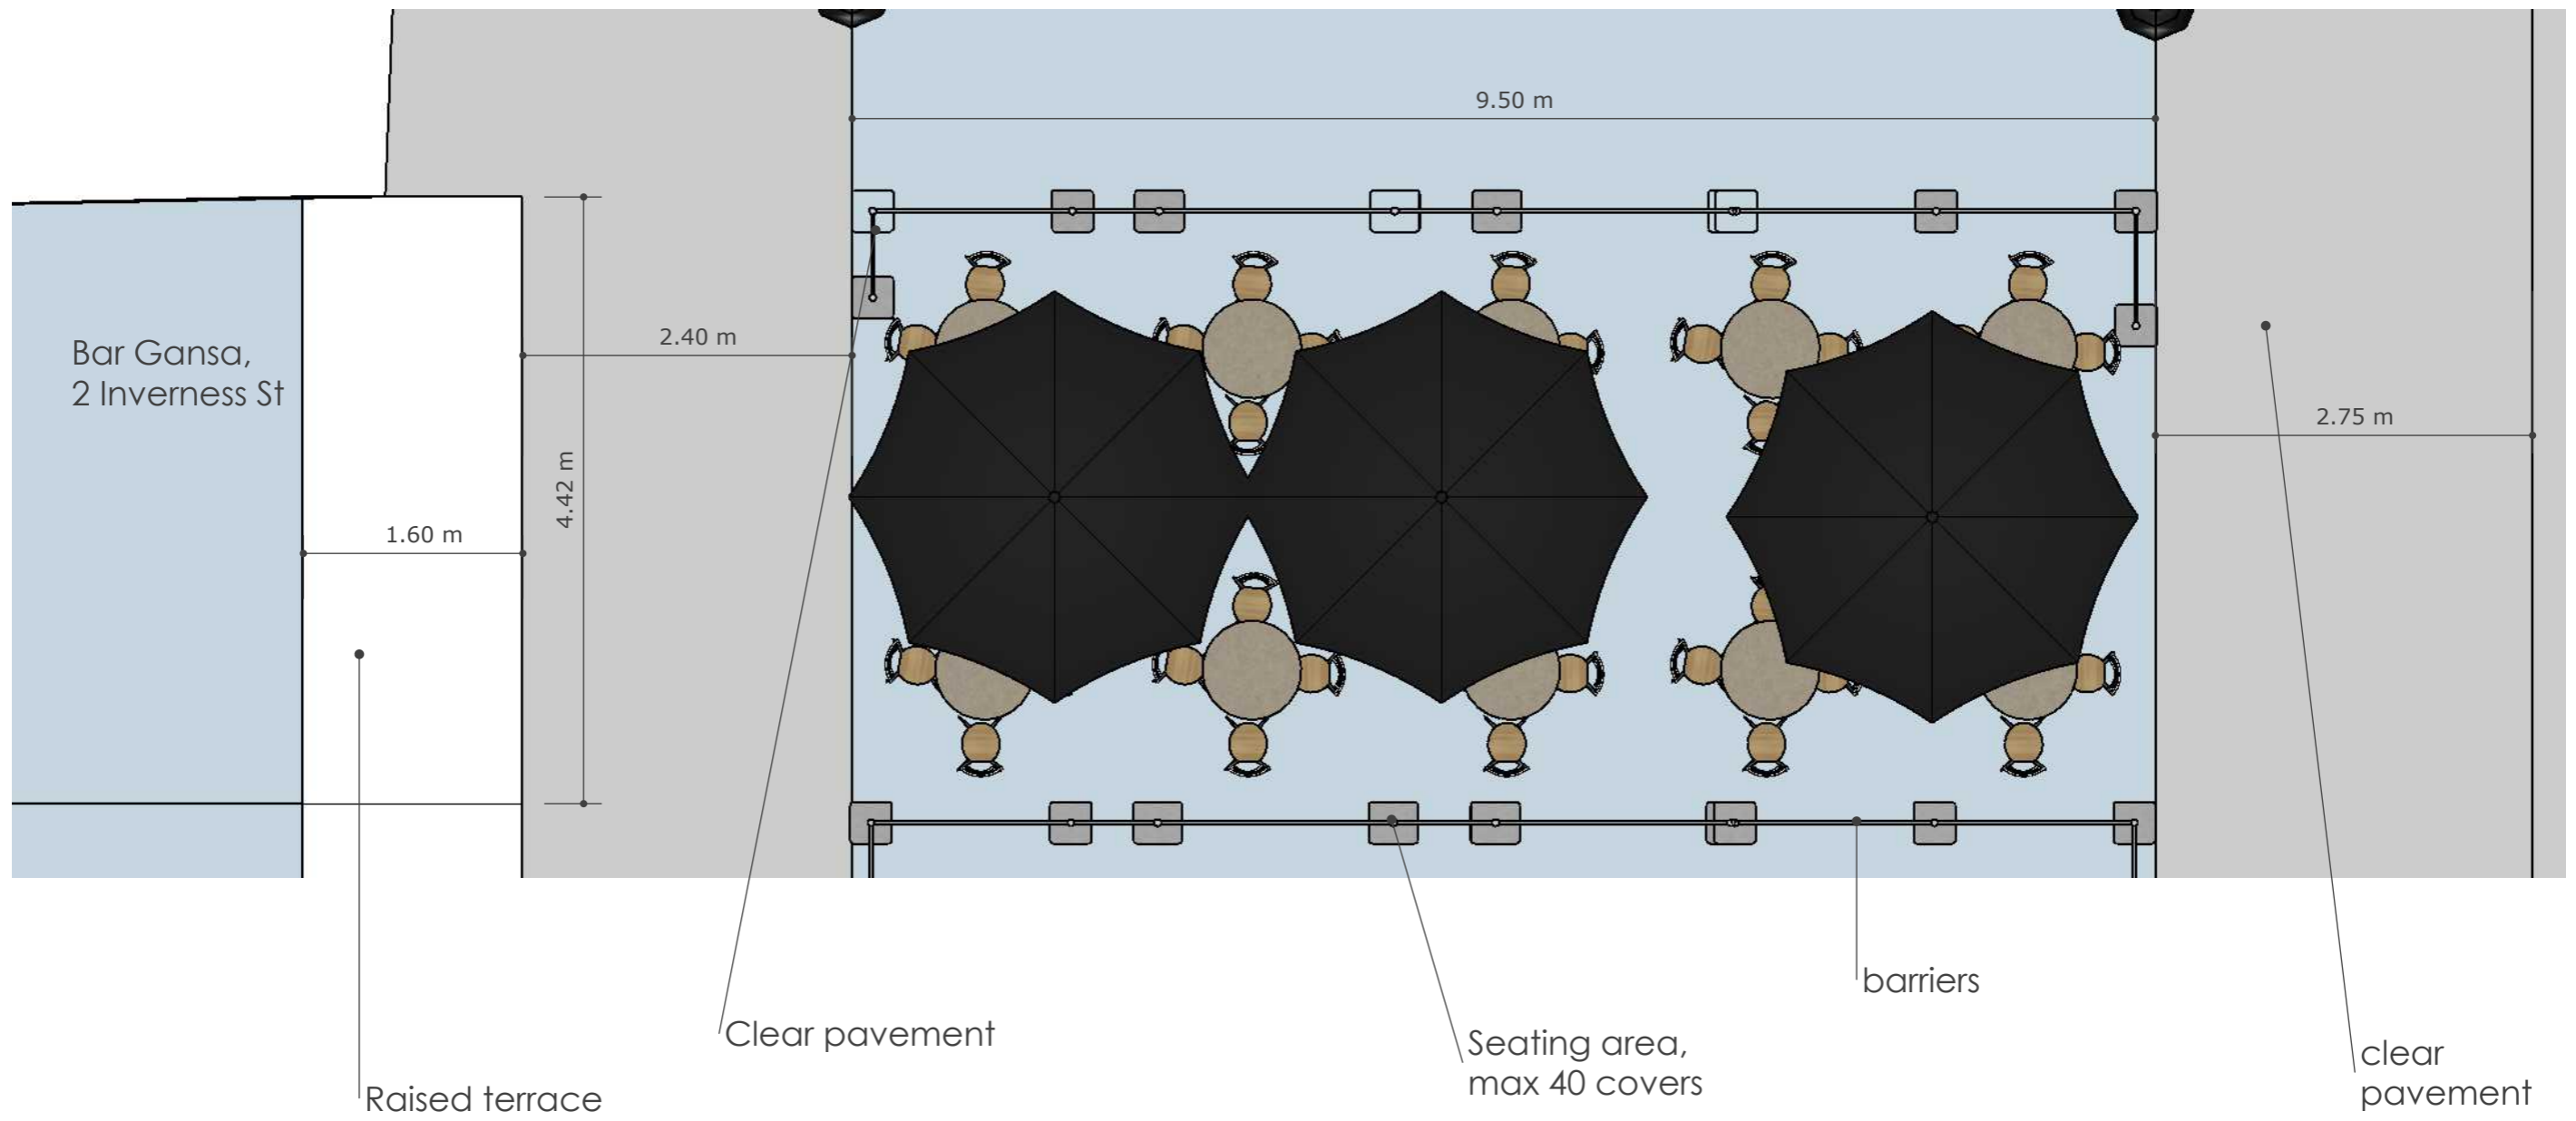 9.50 m
Bar Gansa,
2 Inverness St
2.40 m
2.75 m
4.42 m
1.60 m
barriers
Clear pavement
Seating area,
max 40 covers
clear
pavement
Raised terrace